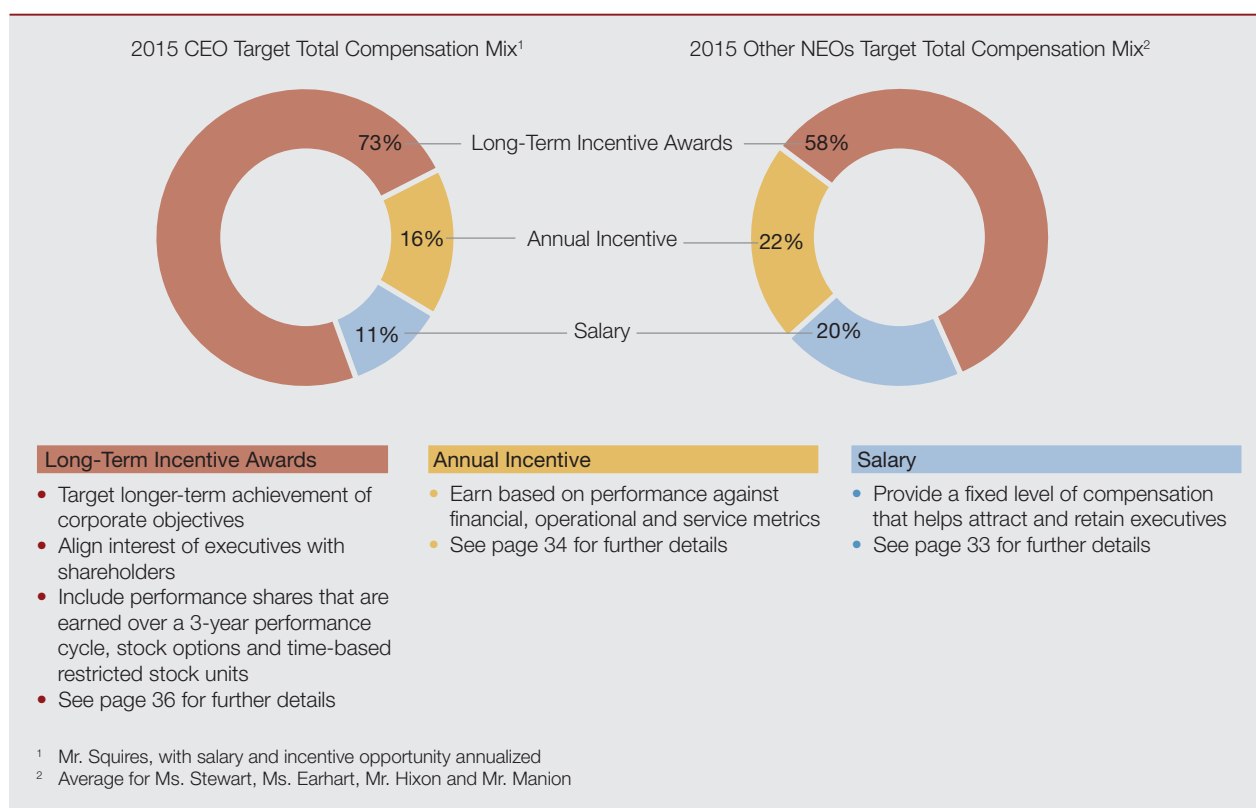 2015 CEO Target Total Compensation Mix¹
2015 Other NEOs Target Total Compensation Mix²
73%
Long-Term Incentive Awards
58%
16%
Annual Incentive
22%
11%
Salary
20%
Long-Term Incentive Awards
• Target longer-term achievement of
corporate objectives
• Align interest of executives with
shareholders
• Include performance shares that are
earned over a 3-year performance
cycle, stock options and time-based
restricted stock units
• See page 36 for further details
Annual Incentive
• Earn based on performance against
financial, operational and service metrics
• See page 34 for further details
Salary
• Provide a fixed level of compensation
that helps attract and retain executives
• See page 33 for further details
¹ Mr. Squires, with salary and incentive opportunity annualized
² Average for Ms. Stewart, Ms. Earhart, Mr. Hixon and Mr. Manion